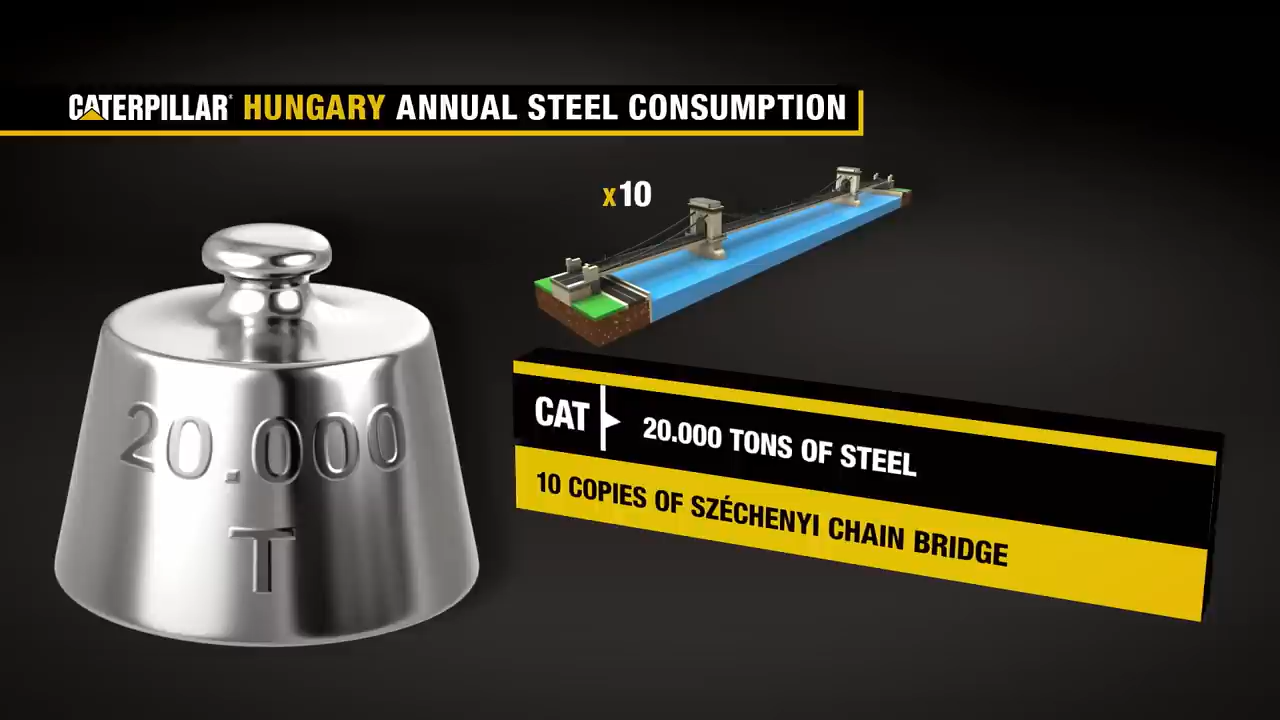 CATERPILLAR® HUNGARY ANNUAL STEEL CONSUMPTION
x10
20.000
T
CAT 20.000 TONS OF STEEL
10 COPIES OF SZÉCHENYI CHAIN BRIDGE